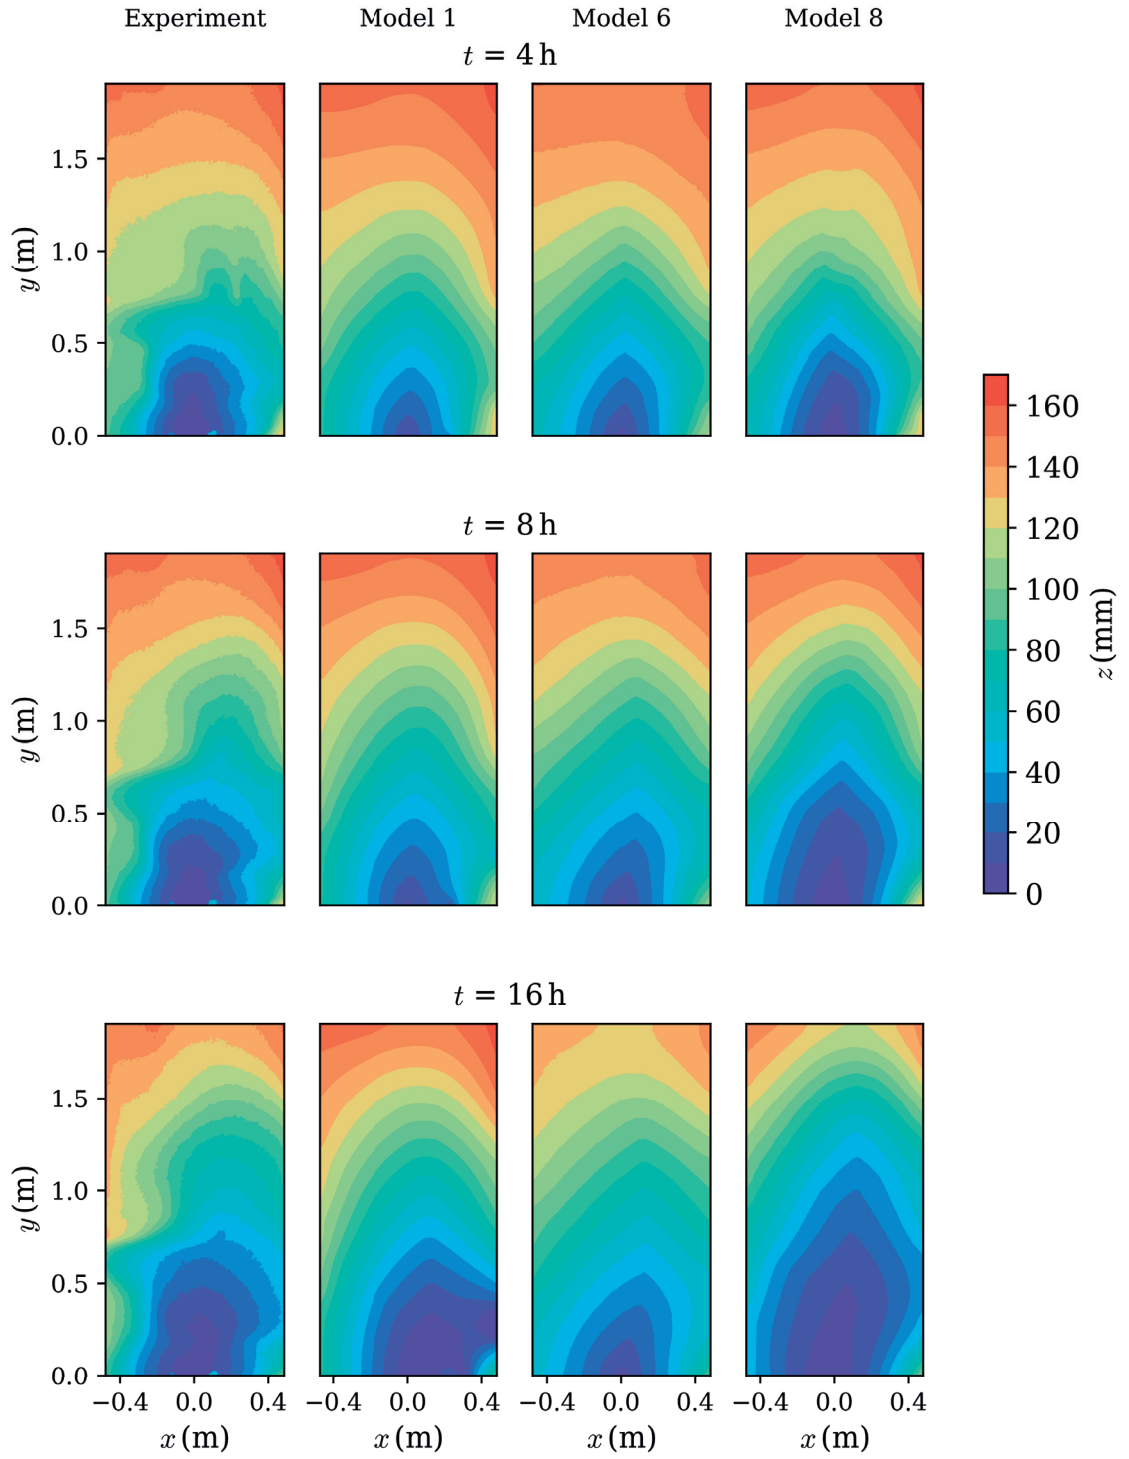 Experiment Model 1 Model 6 Model 8
t = 4 h
y (m)
1.5
1.0
0.5
0.0
t = 8 h
y (m)
1.5
1.0
0.5
0.0
160
140
120
100
80
60
40
20
0
z (mm)
t = 16 h
y (m)
1.5
1.0
0.5
0.0
−0.4 0.0 0.4 −0.4 0.0 0.4 −0.4 0.0 0.4 −0.4 0.0 0.4
x (m) x (m) x (m) x (m)